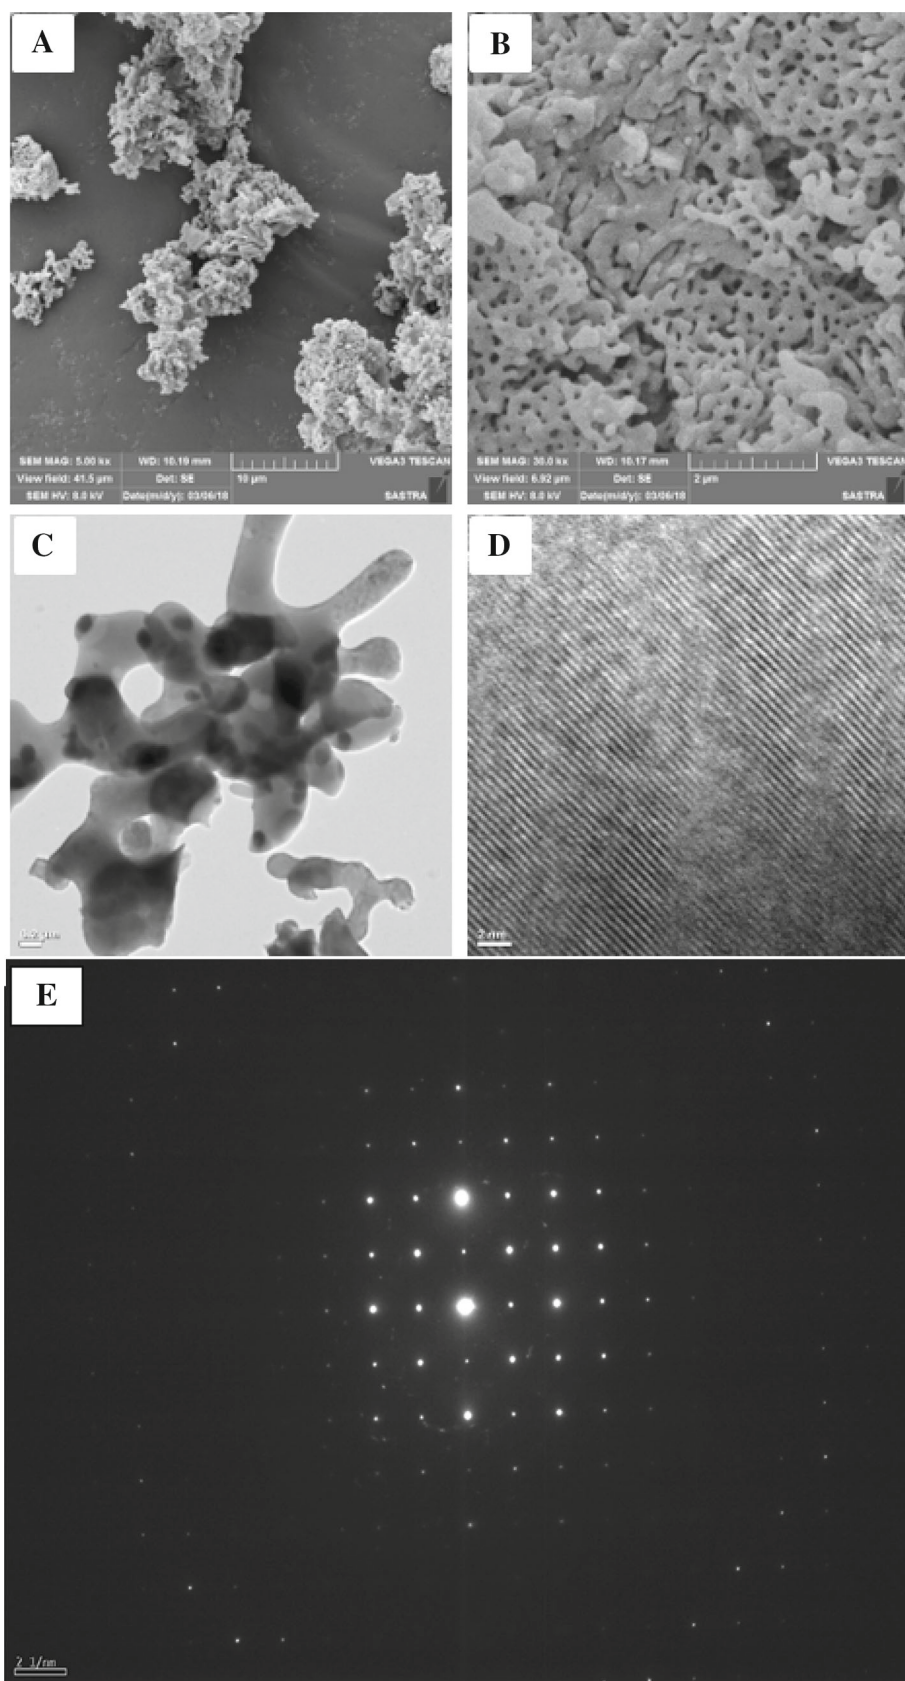 A
B
SEM MAG: 5.00 kx WD: 10.19 mm VEGA3 TESCAN
View field: 41.5 µm Det: SE 10 µm
SEM HV: 8.0 kV Date(m/d/y): 03/06/18 SASTRA
SEM MAG: 30.0 kx WD: 10.17 mm VEGA3 TESCAN
View field: 6.92 µm Det: SE 2 µm
SEM HV: 8.0 kV Date(m/d/y): 03/06/18 SASTRA
C
D
0.2 µm
2 nm
E
2 1/nm